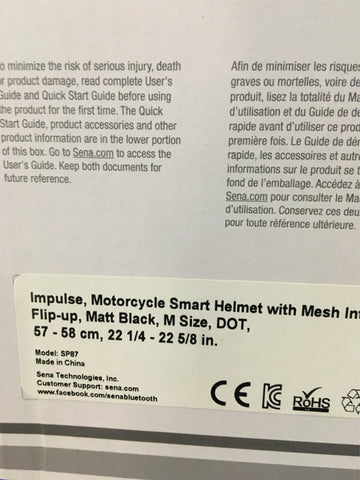 o minimize the risk of serious injury, death
r product damage, read complete User's
Guide and Quick Start Guide before using
the product for the first time. The Quick
Start Guide, product accessories and other
product information are in the lower portion
of this box. Go to Sena.com to access the
User's Guide. Keep both documents for
future reference.
Afin de minimiser les risques
graves ou mortelles, voire de
produit, lisez la totalité du Ma
d'utilisation et du Guide de dé
rapide avant d'utiliser ce prod
première fois. Le Guide de dém
rapide, les accessoires et autre
informations sur le produit se t
fond de l'emballage. Accédez à
Sena.com pour consulter le Ma
d'utilisation. Conservez ces deu
pour toute référence ultérieure.
Impulse, Motorcycle Smart Helmet with Mesh Int
Flip-up, Matt Black, M Size, DOT,
57 - 58 cm, 22 1/4 - 22 5/8 in.
Model: SP87
Made in China
Sena Technologies, Inc.
Customer Support: sena.com
www.facebook.com/senabluetooth
CE CE KC RoHS